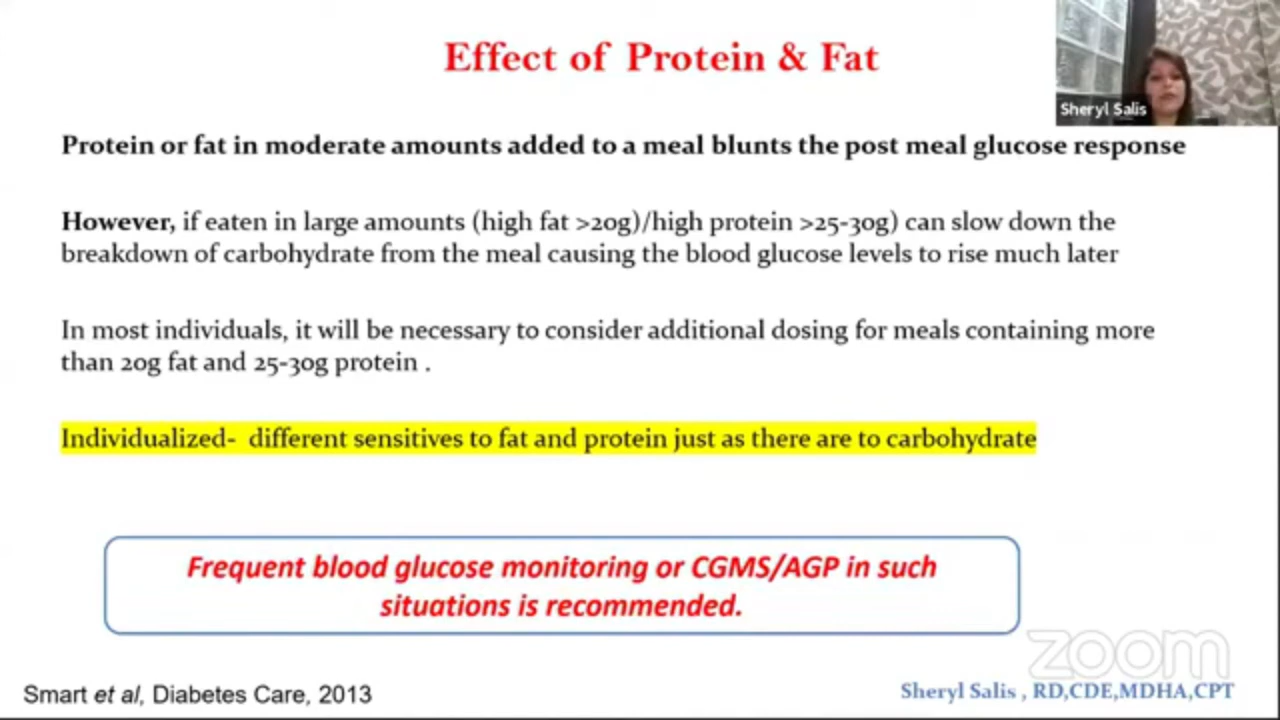 Effect of Protein & Fat
Sheryl Salis
Protein or fat in moderate amounts added to a meal blunts the post meal glucose response
However, if eaten in large amounts (high fat >20g)/high protein >25-30g) can slow down the
breakdown of carbohydrate from the meal causing the blood glucose levels to rise much later
In most individuals, it will be necessary to consider additional dosing for meals containing more
than 20g fat and 25-30g protein .
Individualized- different sensitives to fat and protein just as there are to carbohydrate
Frequent blood glucose monitoring or CGMS/AGP in such
situations is recommended.
zoom
Smart et al, Diabetes Care, 2013
Sheryl Salis , RD,CDE,MDHA,CPT